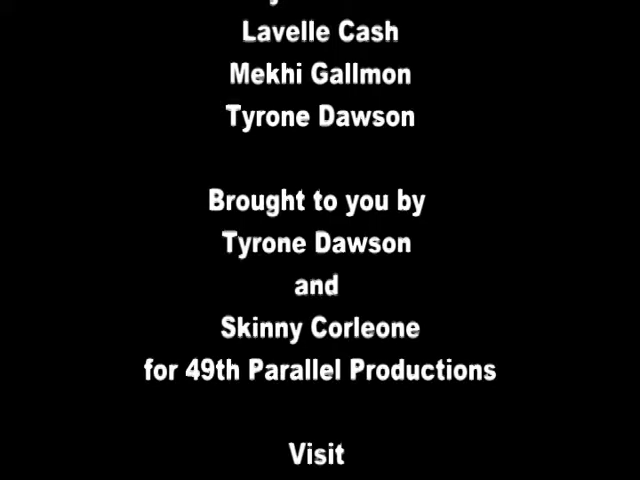 Lavelle Cash
Mekhi Gallmon
Tyrone Dawson
Brought to you by
Tyrone Dawson
and
Skinny Corleone
for 49th Parallel Productions
Visit